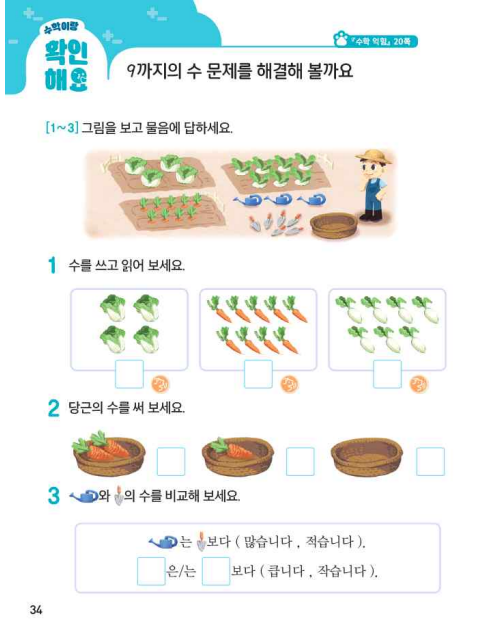 수학이랑
확인
해요
『수학 익힘』 20쪽
9까지의 수 문제를 해결해 볼까요
[1~3] 그림을 보고 물음에 답하세요.
1 수를 쓰고 읽어 보세요.
2 당근의 수를 써 보세요.
3 와 의 수를 비교해 보세요.
는 보다 ( 많습니다 , 적습니다 ).
은/는 보다 ( 큽니다 , 작습니다 ).
34